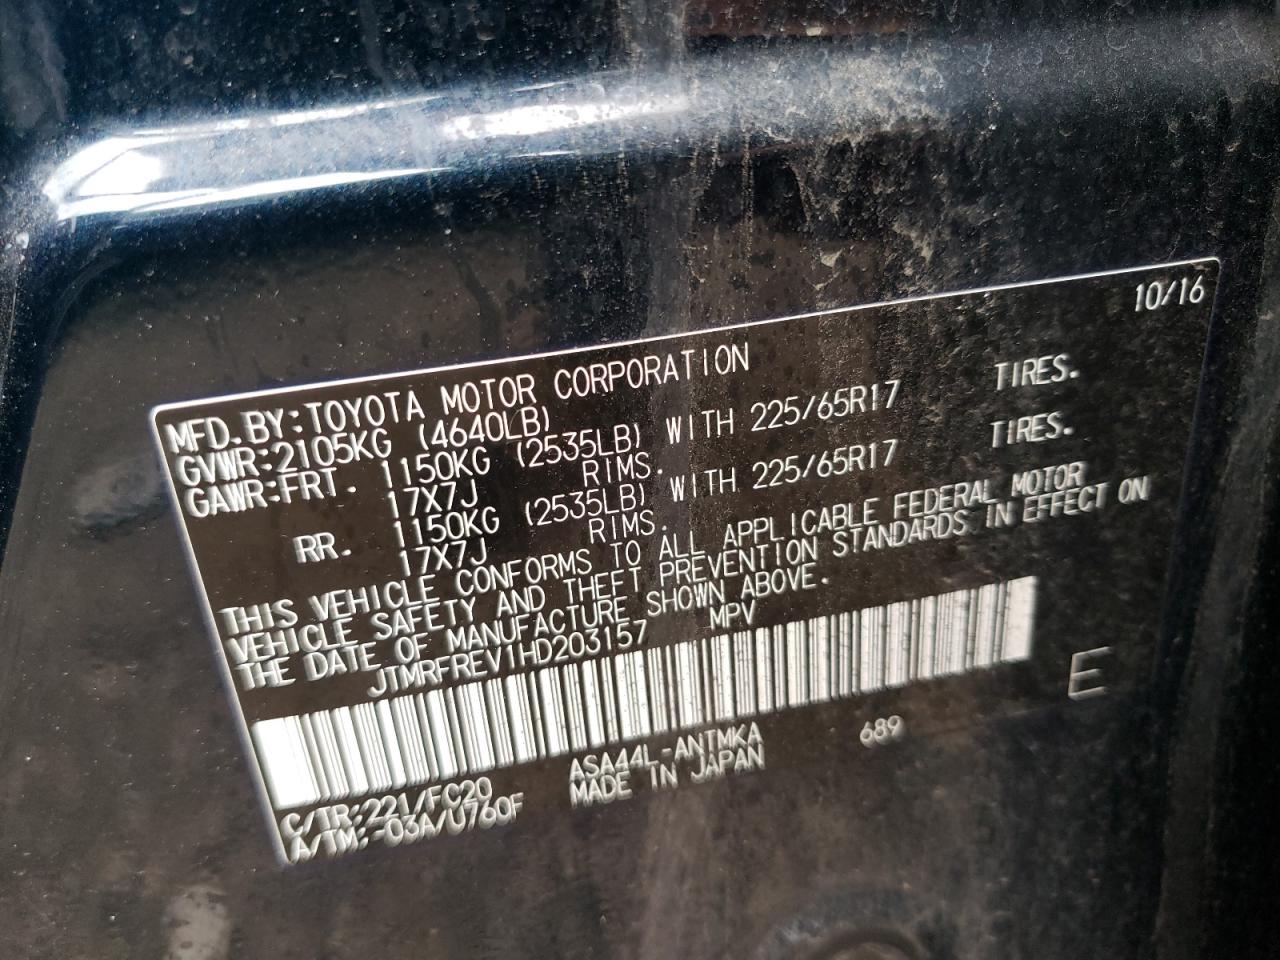 10/16
MFD. BY: TOYOTA MOTOR CORPORATION
GVWR: 2105KG (4640LB)
GAWR: FRT. 1150KG (2535LB) WITH 225/65R17 TIRES.
17X7J RIMS.
RR. 1150KG (2535LB) WITH 225/65R17 TIRES.
17X7J RIMS.
THIS VEHICLE CONFORMS TO ALL APPLICABLE FEDERAL MOTOR
VEHICLE SAFETY AND THEFT PREVENTION STANDARDS IN EFFECT ON
THE DATE OF MANUFACTURE SHOWN ABOVE.
JTMRFREV1HD203157 MPV
E
C/TR: 221/FC20 ASA44L-ANTMKA 689
A/TM: -03A/U760F MADE IN JAPAN